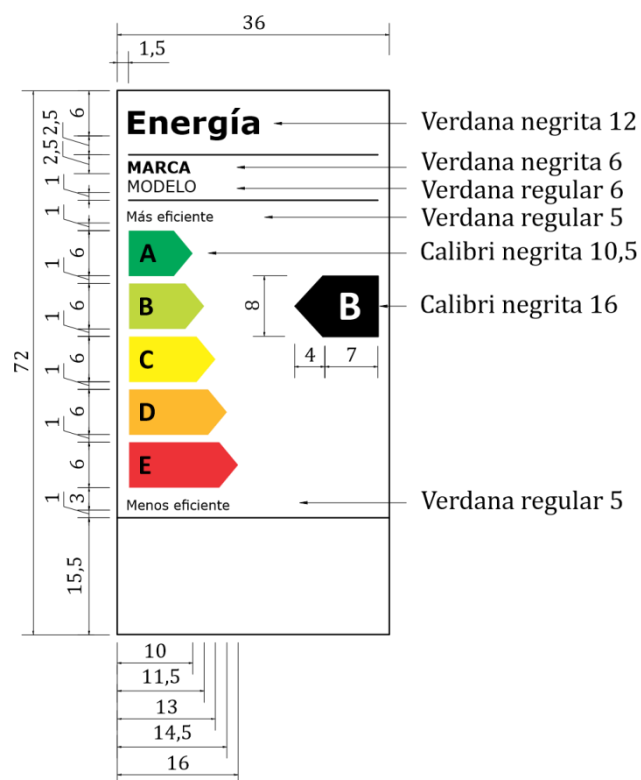 36
1,5
6
Energía
Verdana negrita 12
2,5
2,5
MARCA
Verdana negrita 6
MODELO
Verdana regular 6
1
1
Más eficiente
Verdana regular 5
6
A
Calibri negrita 10,5
1
6
B
8
B
Calibri negrita 16
1
4
7
72
6
C
1
6
D
1
6
E
3
1
Menos eficiente
Verdana regular 5
15,5
10
11,5
13
14,5
16